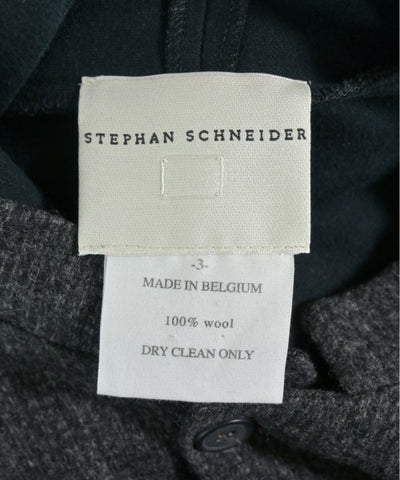 STEPHAN SCHNEIDER
-3-
MADE IN BELGIUM
100% wool
DRY CLEAN ONLY